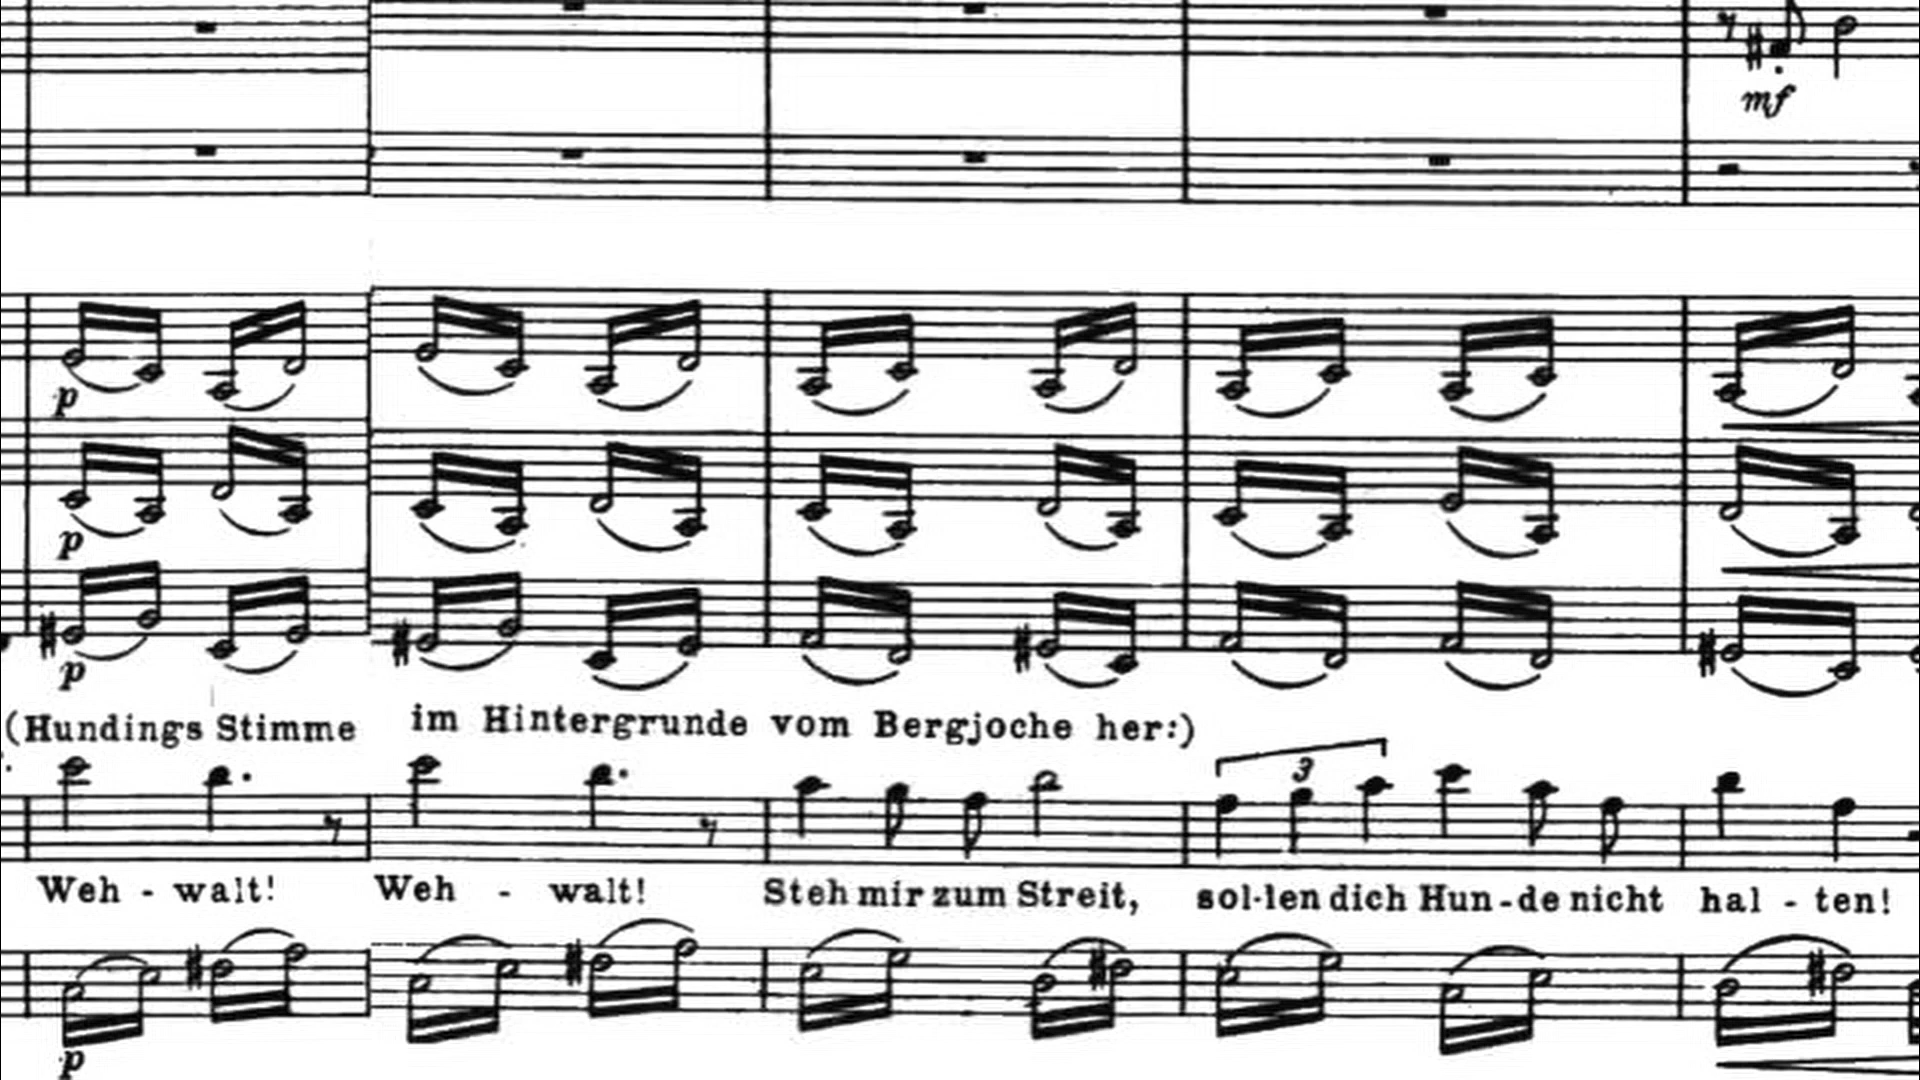 mf
p
p
p
(Hundings Stimme im Hintergrunde vom Bergjoche her:)
3
Weh - walt! Weh - walt! Steh mir zum Streit, sol-len dich Hun-de nicht hal - ten!
p